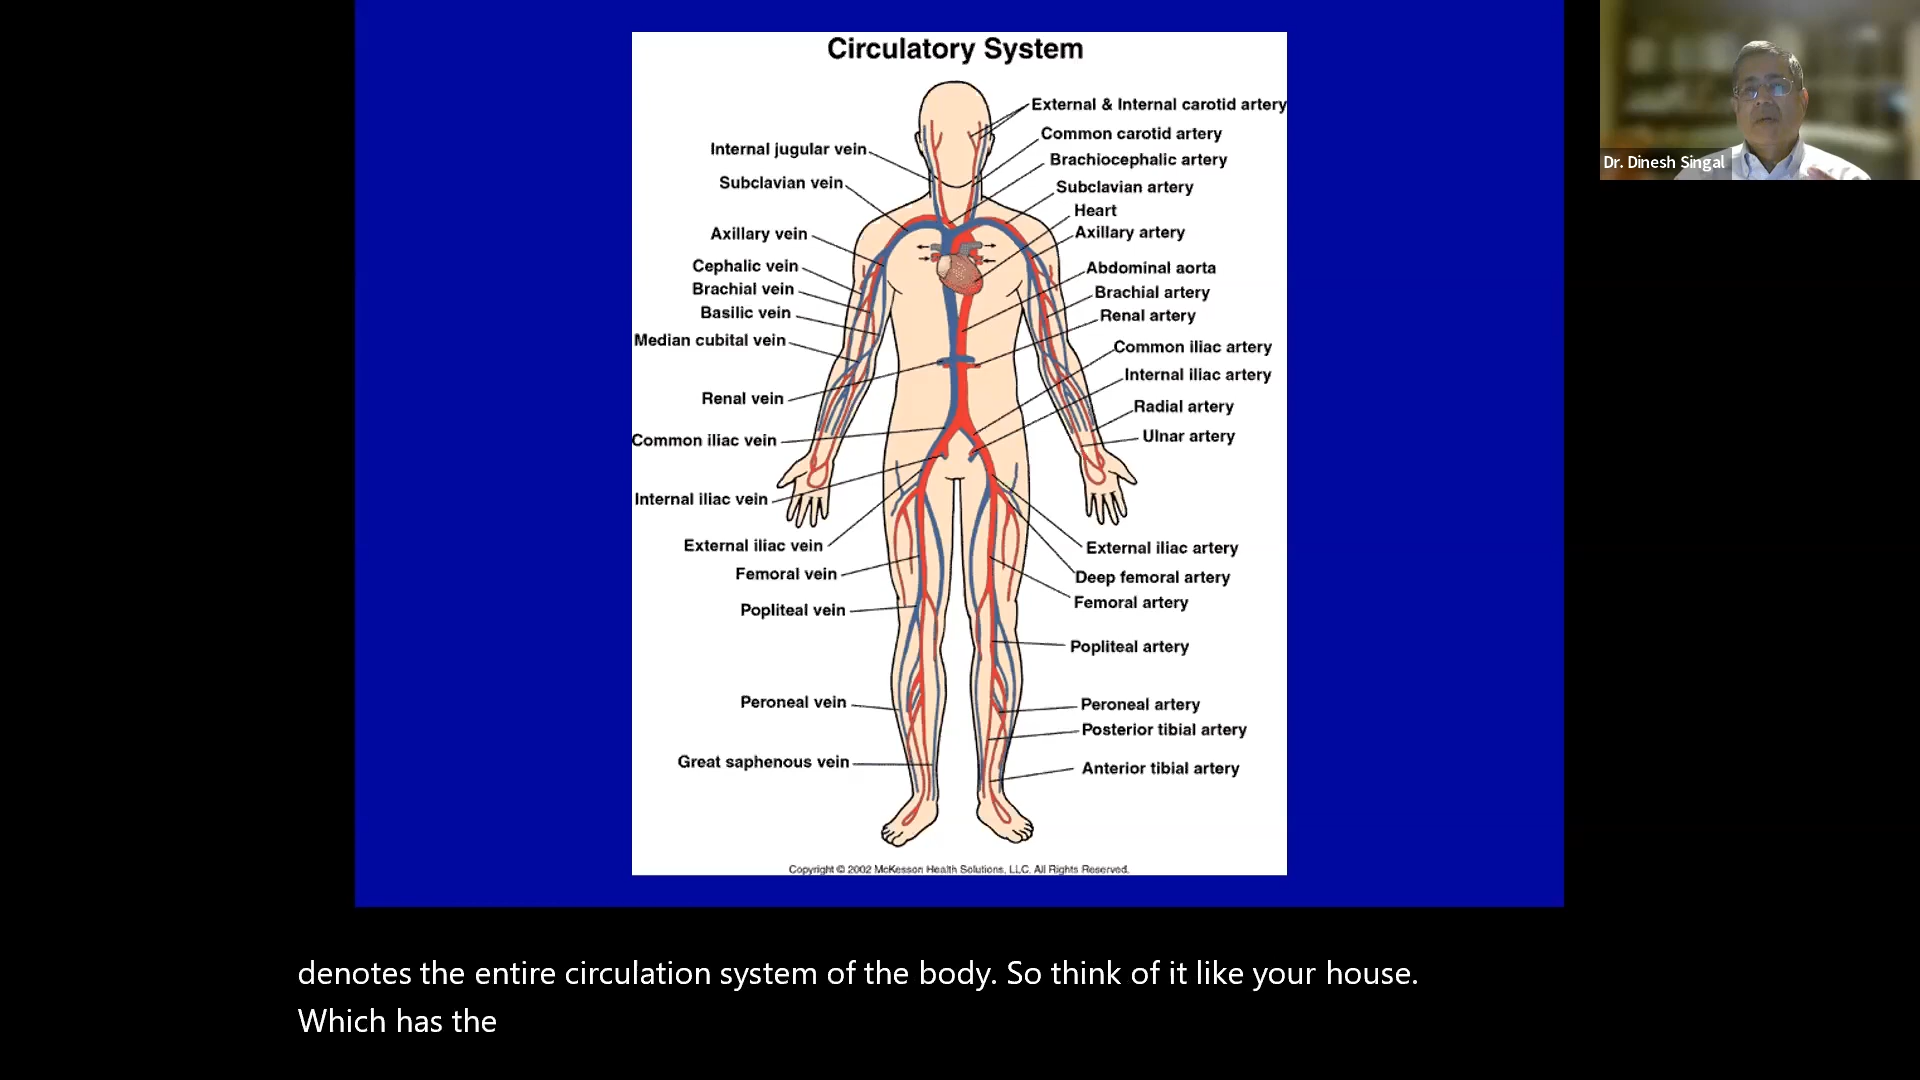 Circulatory System
External & Internal carotid artery
Common carotid artery
Brachiocephalic artery
Subclavian artery
Heart
Axillary artery
Abdominal aorta
Brachial artery
Renal artery
Common iliac artery
Internal iliac artery
Radial artery
Ulnar artery
External iliac artery
Deep femoral artery
Femoral artery
Popliteal artery
Peroneal artery
Posterior tibial artery
Anterior tibial artery
Internal jugular vein
Subclavian vein
Axillary vein
Cephalic vein
Brachial vein
Basilic vein
Median cubital vein
Renal vein
Common iliac vein
Internal iliac vein
External iliac vein
Femoral vein
Popliteal vein
Peroneal vein
Great saphenous vein
Copyright © 2002 McKesson Health Solutions, LLC. All Rights Reserved.
Dr. Dinesh Singal
denotes the entire circulation system of the body. So think of it like your house.
Which has the